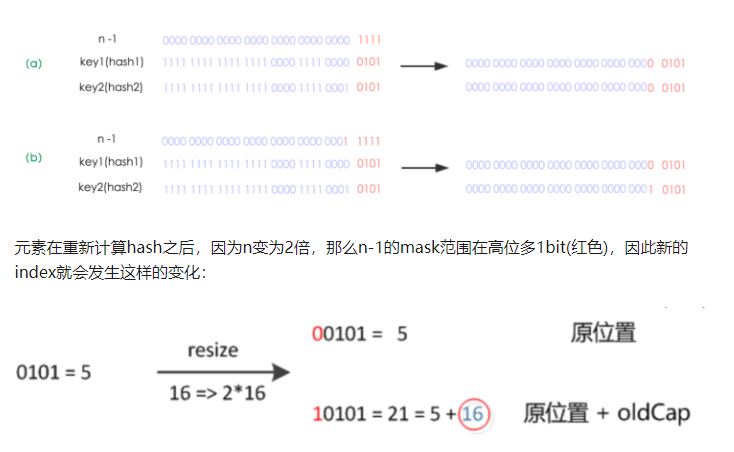 n -1 0000 0000 0000 0000 0000 0000 0000 1111
(a) key1(hash1) 1111 1111 1111 1111 0000 1111 0000 0101 0000 0000 0000 0000 0000 0000 0000 0101
key2(hash2) 1111 1111 1111 1111 0000 1111 0001 0101 0000 0000 0000 0000 0000 0000 0000 0101
n -1 0000 0000 0000 0000 0000 0000 0001 1111
(b) key1(hash1) 1111 1111 1111 1111 0000 1111 0000 0101 0000 0000 0000 0000 0000 0000 0000 0101
key2(hash2) 1111 1111 1111 1111 0000 1111 0001 0101 0000 0000 0000 0000 0000 0000 0001 0101
元素在重新计算hash之后，因为n变为2倍，那么n-1的mask范围在高位多1bit(红色)，因此新的
index就会发生这样的变化：
00101 = 5 原位置
0101 = 5 resize
16 => 2*16
10101 = 21 = 5 + 16 原位置 + oldCap